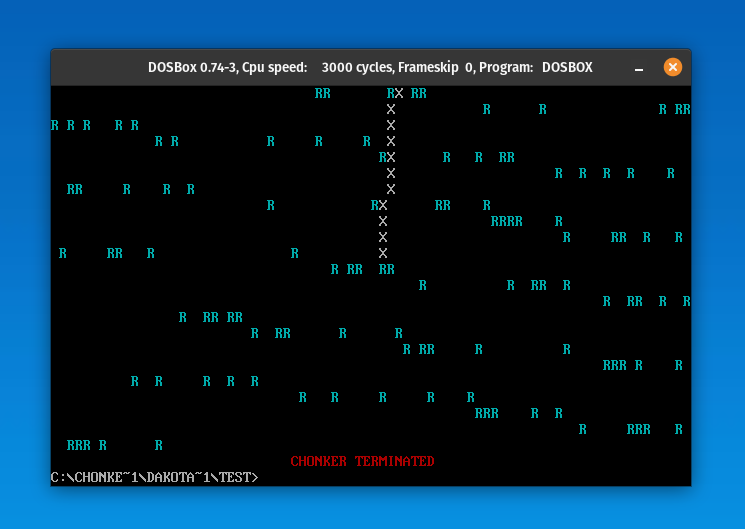 DOSBox 0.74-3, Cpu speed: 3000 cycles, Frameskip 0, Program: DOSBOX
RR RX RR
X R R R RR
R R R R R X
R R R R R X
RX R R RR
X R R R R R
RR R R R X
R RX RR R
X RRRR R
X R RR R R
R RR R R X
R RR RR
R R RR R
R RR R R
R RR RR
R RR R R
R RR R R
RRR R R
R R R R R
R R R R R
RRR R R
R RRR R
RRR R R
CHONKER TERMINATED
C:\CHONKE~1\DAKOTA~1\TEST>